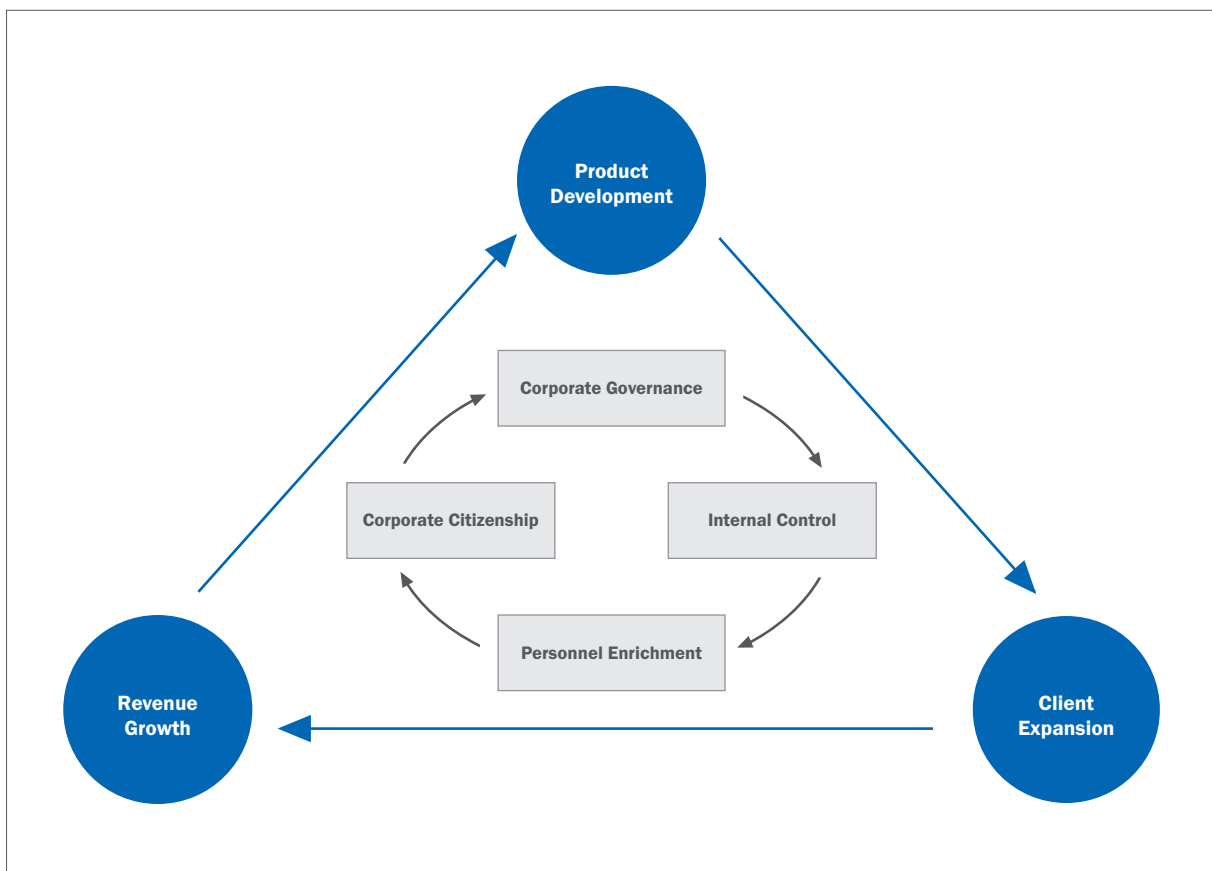 Product
Development
Corporate Governance
Corporate Citizenship
Internal Control
Personnel Enrichment
Revenue
Growth
Client
Expansion